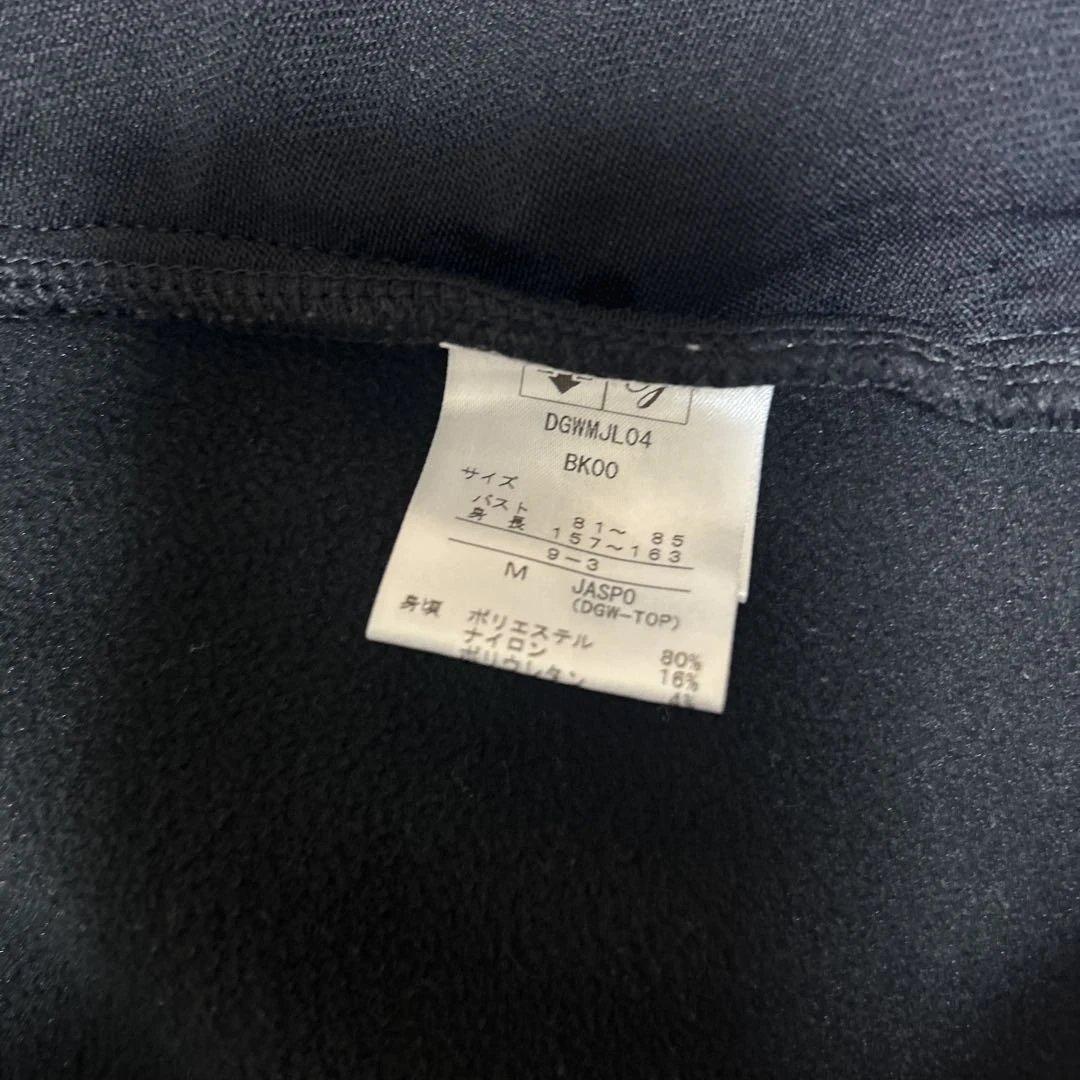 DGWMJL04
BK00
サイズ
バスト 81～ 85
身 長 157～163
9-3
M JASPO
(DGW-TOP)
身頃 ポリエステル 80%
ナイロン 16%
ポリウレタン 4%